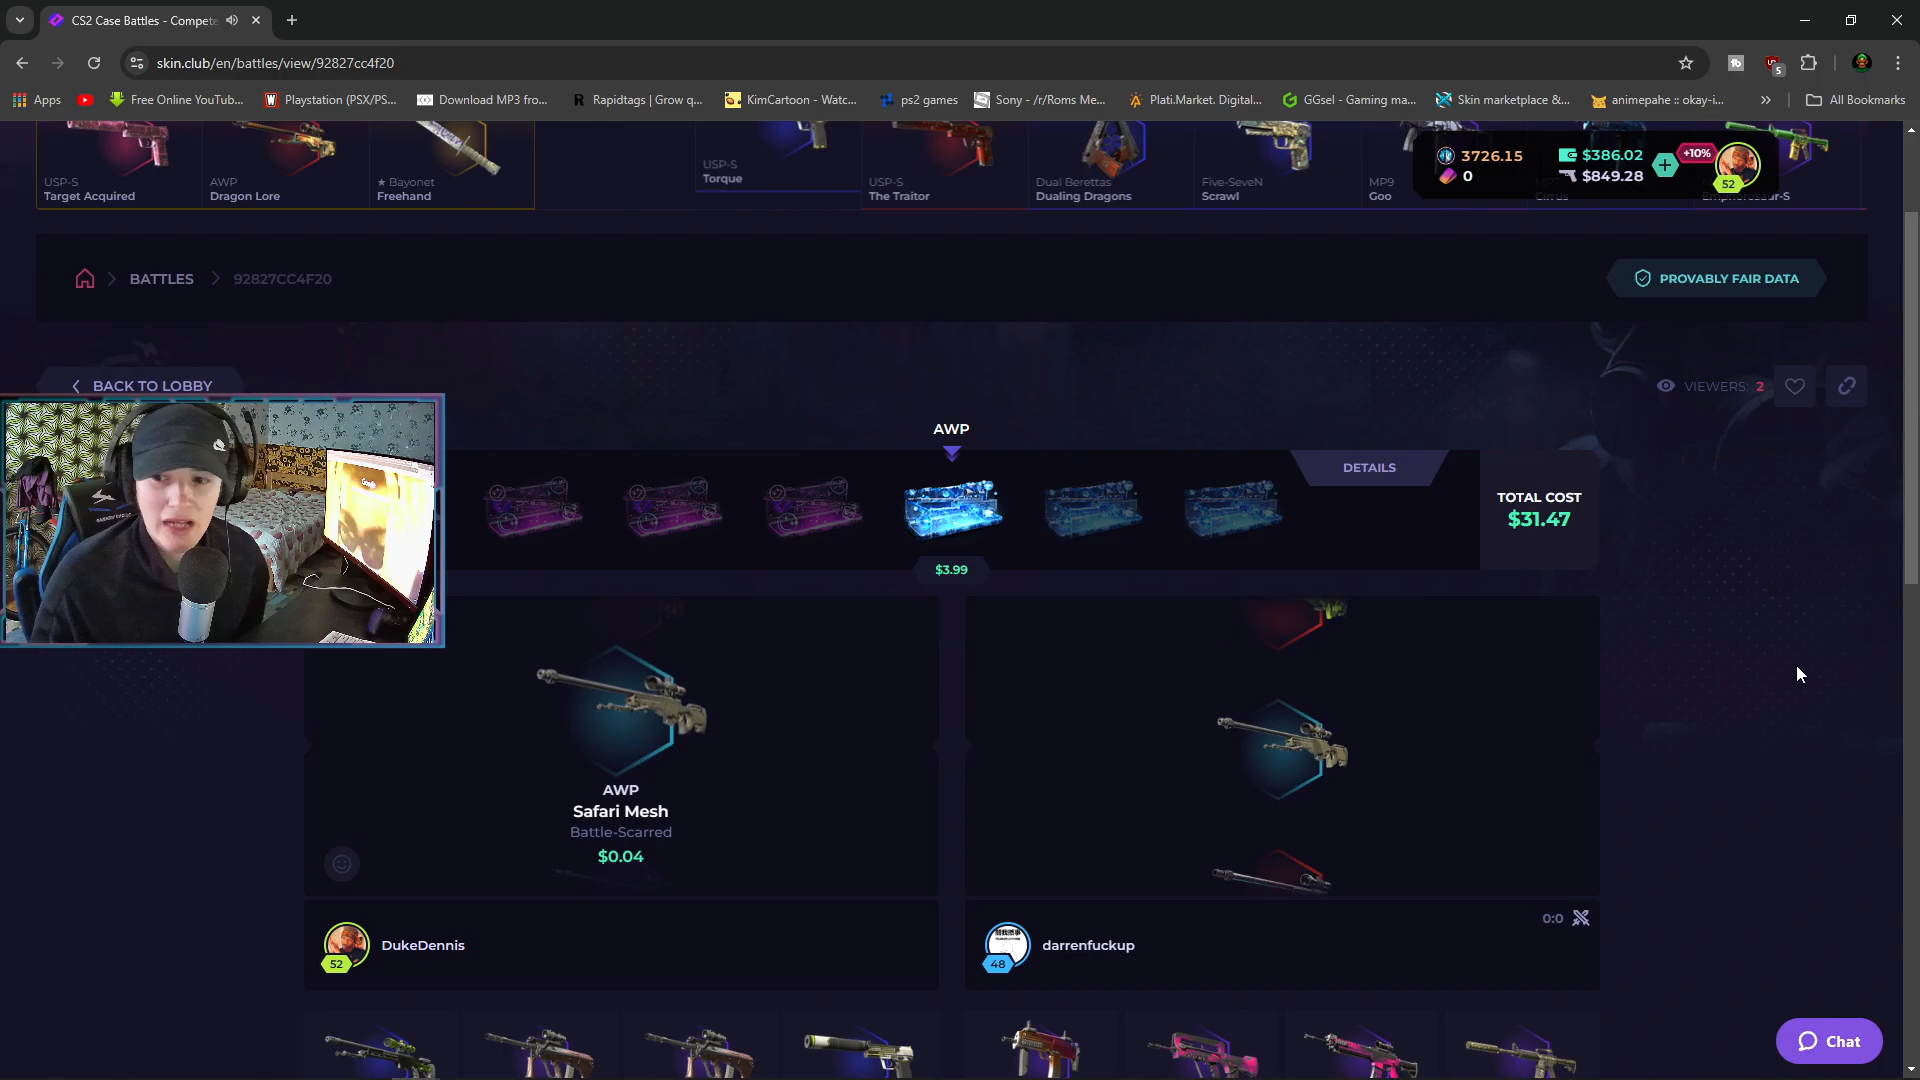 CS2 Case Battles - Compete
skin.club/en/battles/view/92827cc4f20
5
Apps
Free Online YouTub...
Playstation (PSX/PS...
Download MP3 fro...
Rapidtags | Grow q...
KimCartoon - Watc...
ps2 games
Sony - /r/Roms Me...
Plati.Market. Digital...
GGsel - Gaming ma...
Skin marketplace &...
animepahe :: okay-i...
All Bookmarks
USP-S
Target Acquired
AWP
Dragon Lore
★ Bayonet
Freehand
USP-S
Torque
USP-S
The Traitor
Dual Berettas
Dualing Dragons
Five-SeveN
Scrawl
MP9
Goo
3726.15
0
$386.02
$849.28
+10%
52
BATTLES
92827CC4F20
PROVABLY FAIR DATA
BACK TO LOBBY
VIEWERS: 2
AWP
DETAILS
TOTAL COST
$31.47
$3.99
Google
AWP
Safari Mesh
Battle-Scarred
$0.04
0:0
DukeDennis
52
darrenfuckup
48
Chat